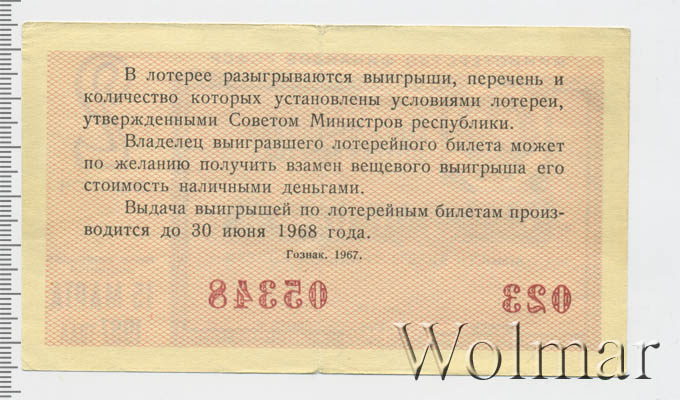 В лотерее разыгрываются выигрыши, перечень и
количество которых установлены условиями лотереи,
утвержденными Советом Министров республики.
Владелец выигравшего лотерейного билета может
по желанию получить взамен вещевого выигрыша его
стоимость наличными деньгами.
Выдача выигрышей по лотерейным билетам произ-
водится до 30 июня 1968 года.
Гознак. 1967.
023 05348
Wolmar